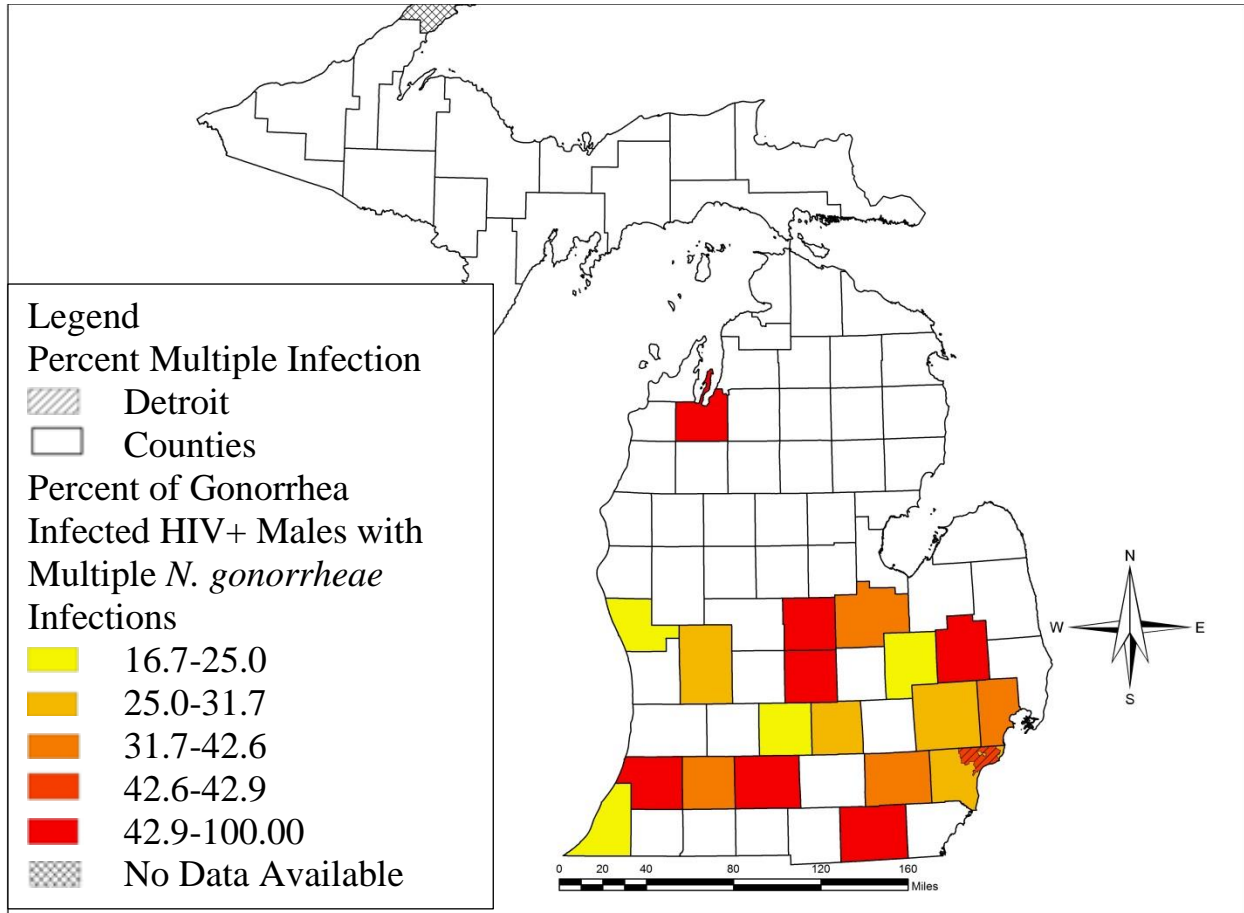 N
W E
S
Legend
Percent Multiple Infection
Detroit
Counties
Percent of Gonorrhea
Infected HIV+ Males with
Multiple N. gonorrheae
Infections
16.7-25.0
25.0-31.7
31.7-42.6
42.6-42.9
42.9-100.00
No Data Available
0 20 40 80 120 160
Miles